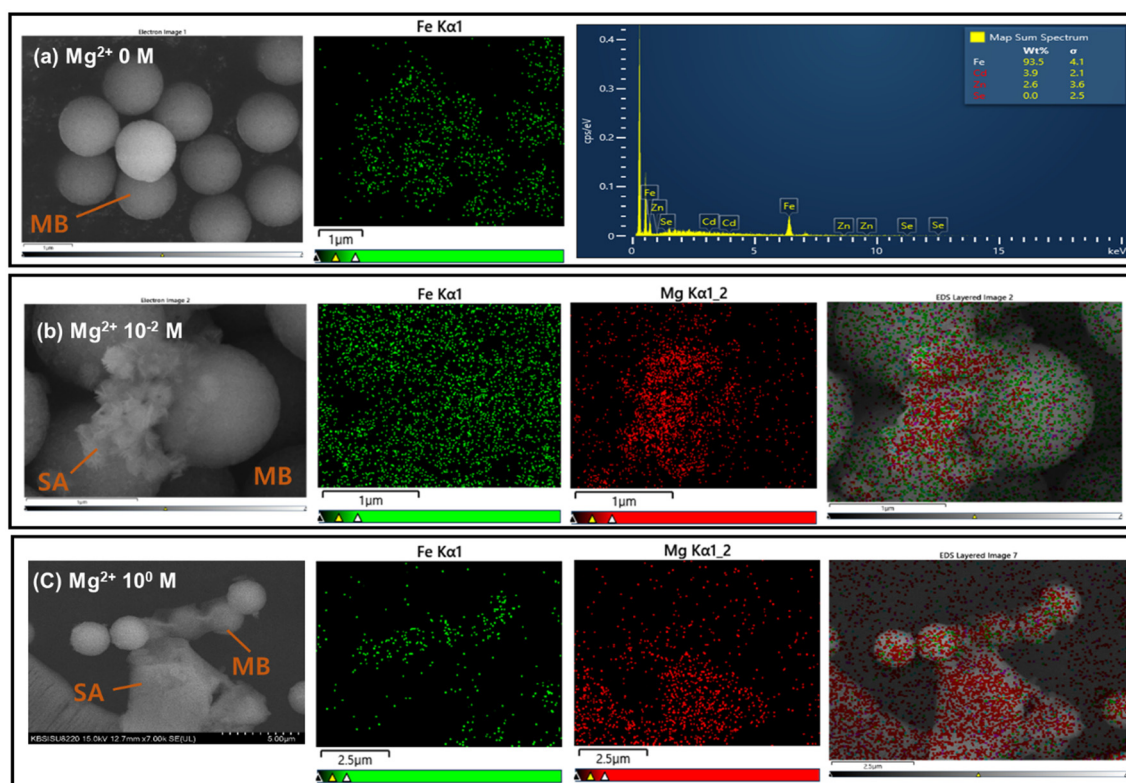 Electron Image 1
(a) Mg²⁺ 0 M
MB
1μm
Fe Kα1
1μm
Map Sum Spectrum
Wt% σ
Fe 93.5 4.1
Cd 3.9 2.1
Zn 2.6 3.6
Se 0.0 2.5
cps/eV
0.4
0.3
0.2
0.1
0
Fe
Zn
Se
Cd
Cd
Fe
Zn
Zn
Se
Se
0 5 10 15 keV
Electron Image 2
(b) Mg²⁺ 10⁻² M
SA
MB
1μm
Fe Kα1
1μm
Mg Kα1_2
1μm
EDS Layered Image 2
1μm
(C) Mg²⁺ 10⁰ M
MB
SA
KBSISU8220 15.0kV 12.7mm x7.00k SE(UL)
5.00μm
Fe Kα1
2.5μm
Mg Kα1_2
2.5μm
EDS Layered Image 7
2.5μm